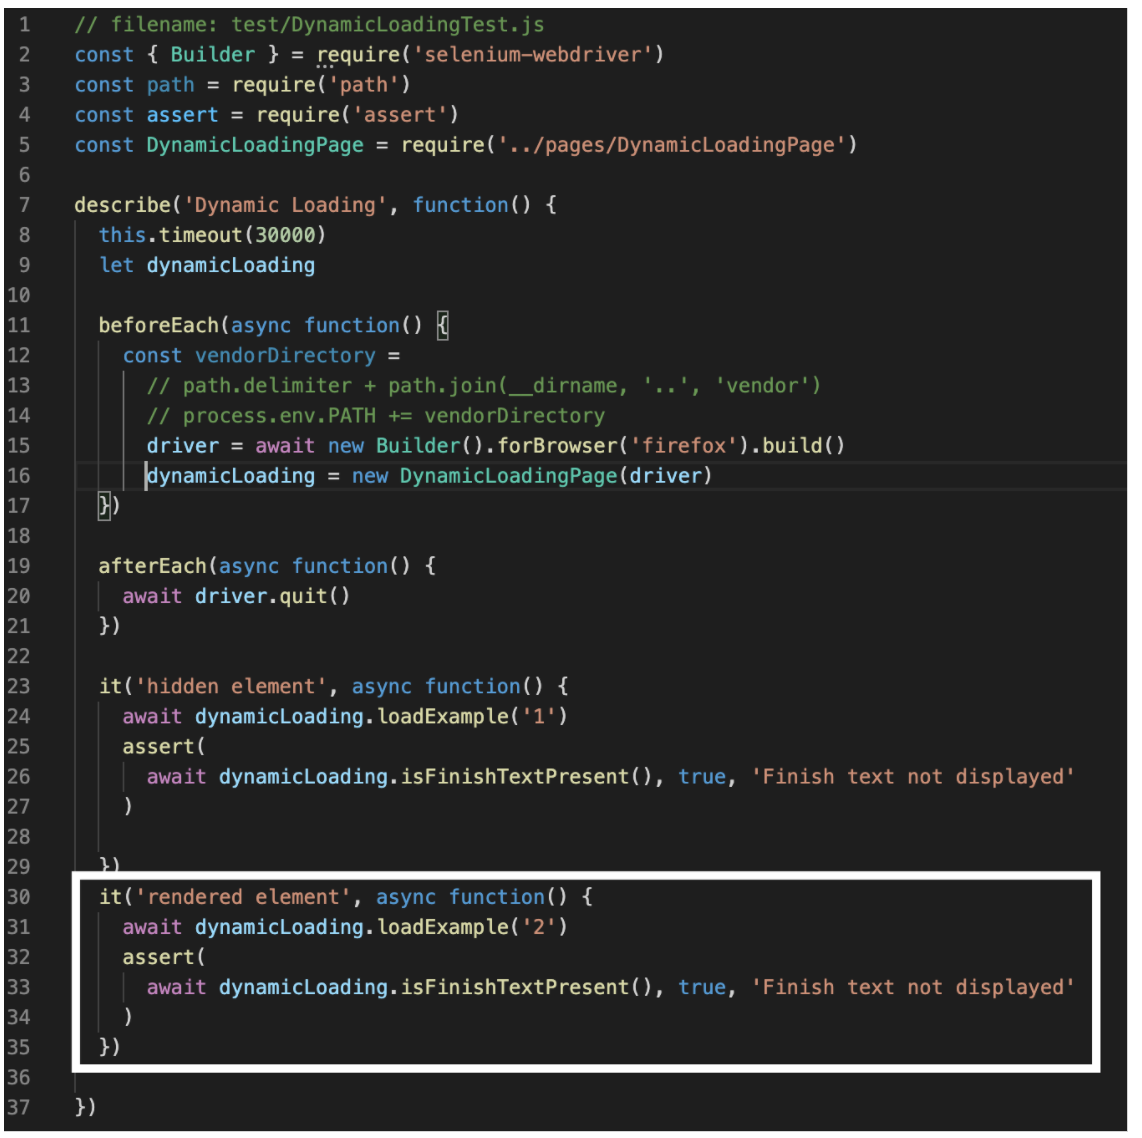 1 // filename: test/DynamicLoadingTest.js
2 const { Builder } = require('selenium-webdriver')
3 const path = require('path')
4 const assert = require('assert')
5 const DynamicLoadingPage = require('../pages/DynamicLoadingPage')
6
7 describe('Dynamic Loading', function() {
8   this.timeout(30000)
9   let dynamicLoading
10
11   beforeEach(async function() {
12     const vendorDirectory =
13       // path.delimiter + path.join(__dirname, '..', 'vendor')
14       // process.env.PATH += vendorDirectory
15       driver = await new Builder().forBrowser('firefox').build()
16       dynamicLoading = new DynamicLoadingPage(driver)
17   })
18
19   afterEach(async function() {
20     await driver.quit()
21   })
22
23   it('hidden element', async function() {
24     await dynamicLoading.loadExample('1')
25     assert(
26       await dynamicLoading.isFinishTextPresent(), true, 'Finish text not displayed'
27     )
28
29   })
30   it('rendered element', async function() {
31     await dynamicLoading.loadExample('2')
32     assert(
33       await dynamicLoading.isFinishTextPresent(), true, 'Finish text not displayed'
34     )
35   })
36
37 })